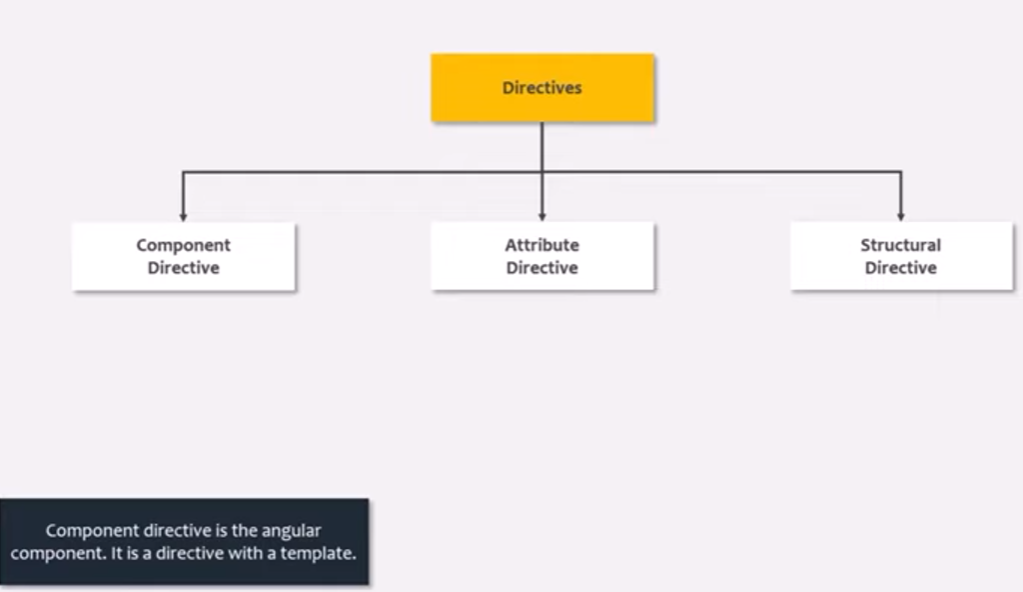 Directives
Component
Directive
Attribute
Directive
Structural
Directive
Component directive is the angular
component. It is a directive with a template.